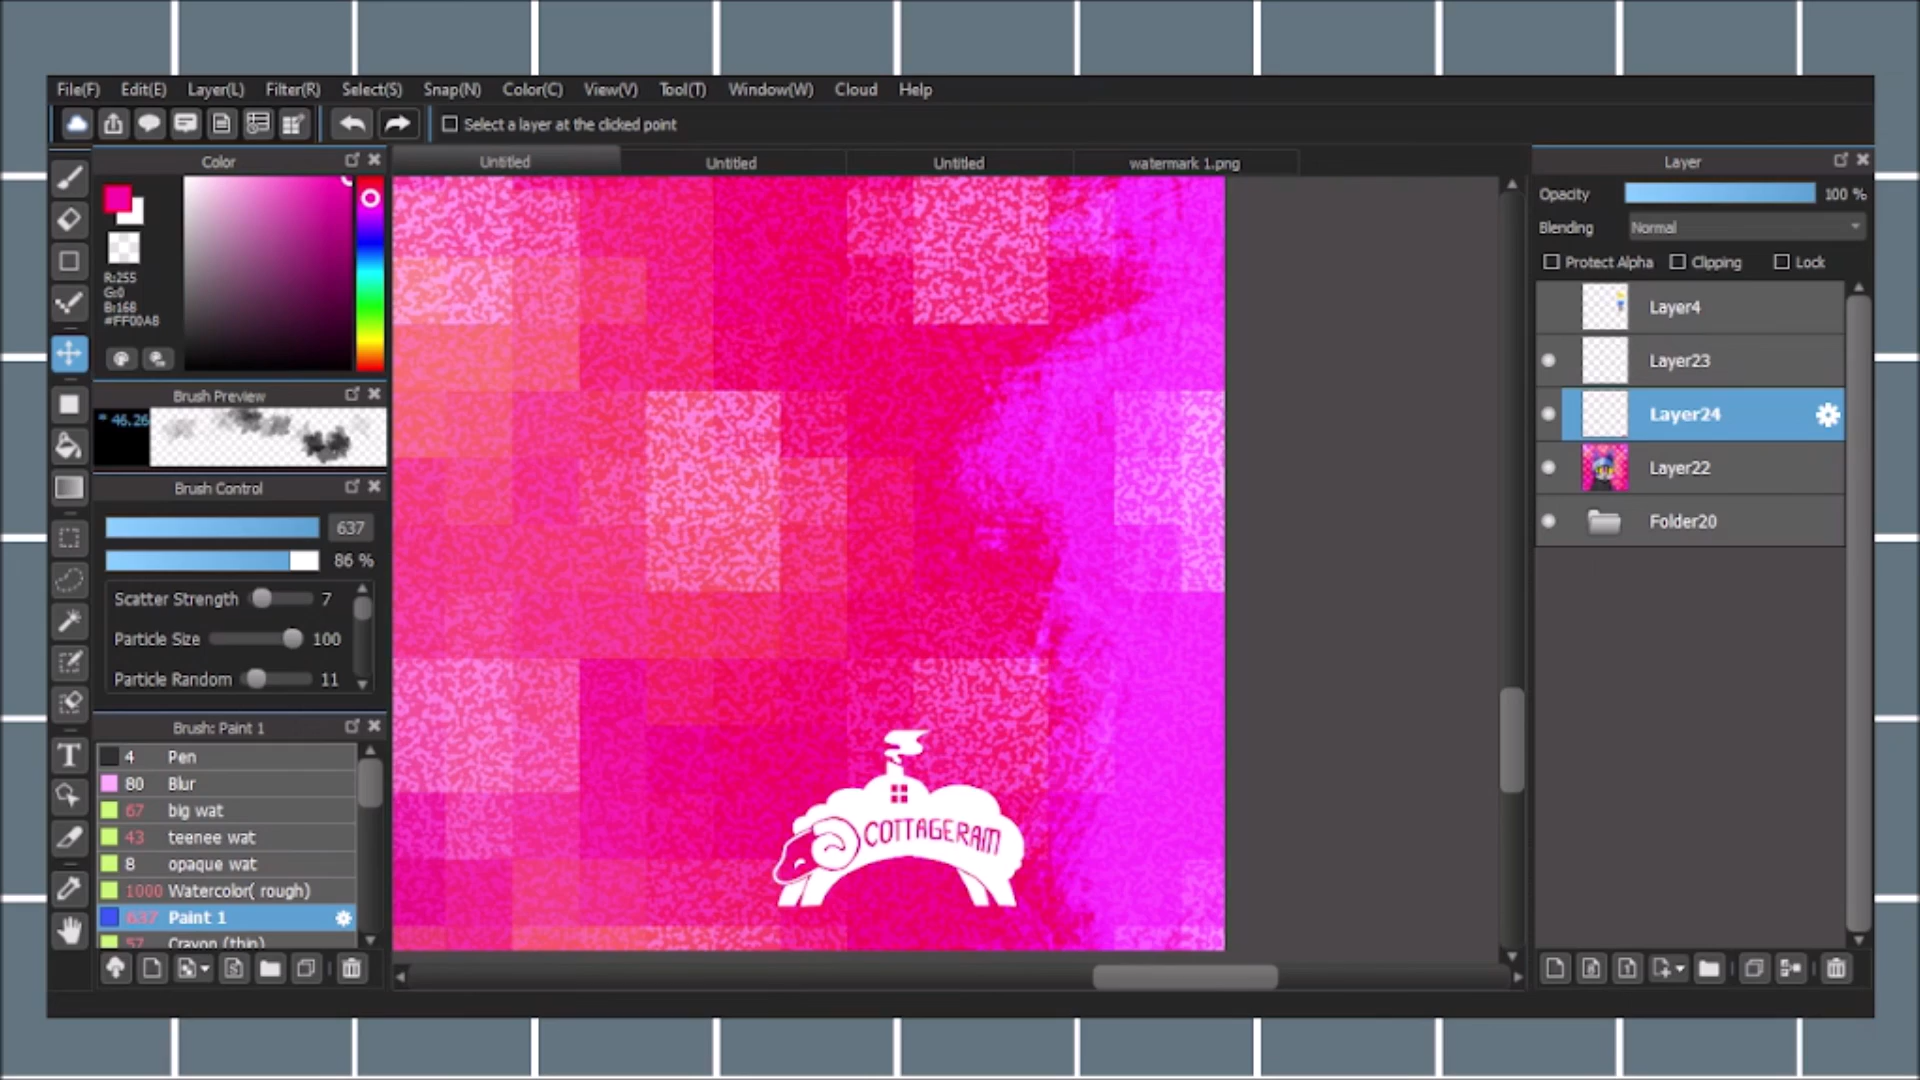 File(F) Edit(E) Layer(L) Filter(R) Select(S) Snap(N) Color(C) View(V) Tool(T) Window(W) Cloud Help
Select a layer at the clicked point
Color
Untitled Untitled Untitled watermark 1.png
Layer
R:255
G:0
B:168
#FF00A8
Opacity 100 %
Blending Normal
Protect Alpha Clipping Lock
Layer4
Layer23
Layer24
Layer22
Folder20
Brush Preview
* 46.26
Brush Control
637
86 %
Scatter Strength 7
Particle Size 100
Particle Random 11
Brush: Paint 1
4 Pen
80 Blur
67 big wat
43 teenee wat
8 opaque wat
1000 Watercolor( rough)
637 Paint 1
57 Crayon (thin)
T
COTTAGERAM